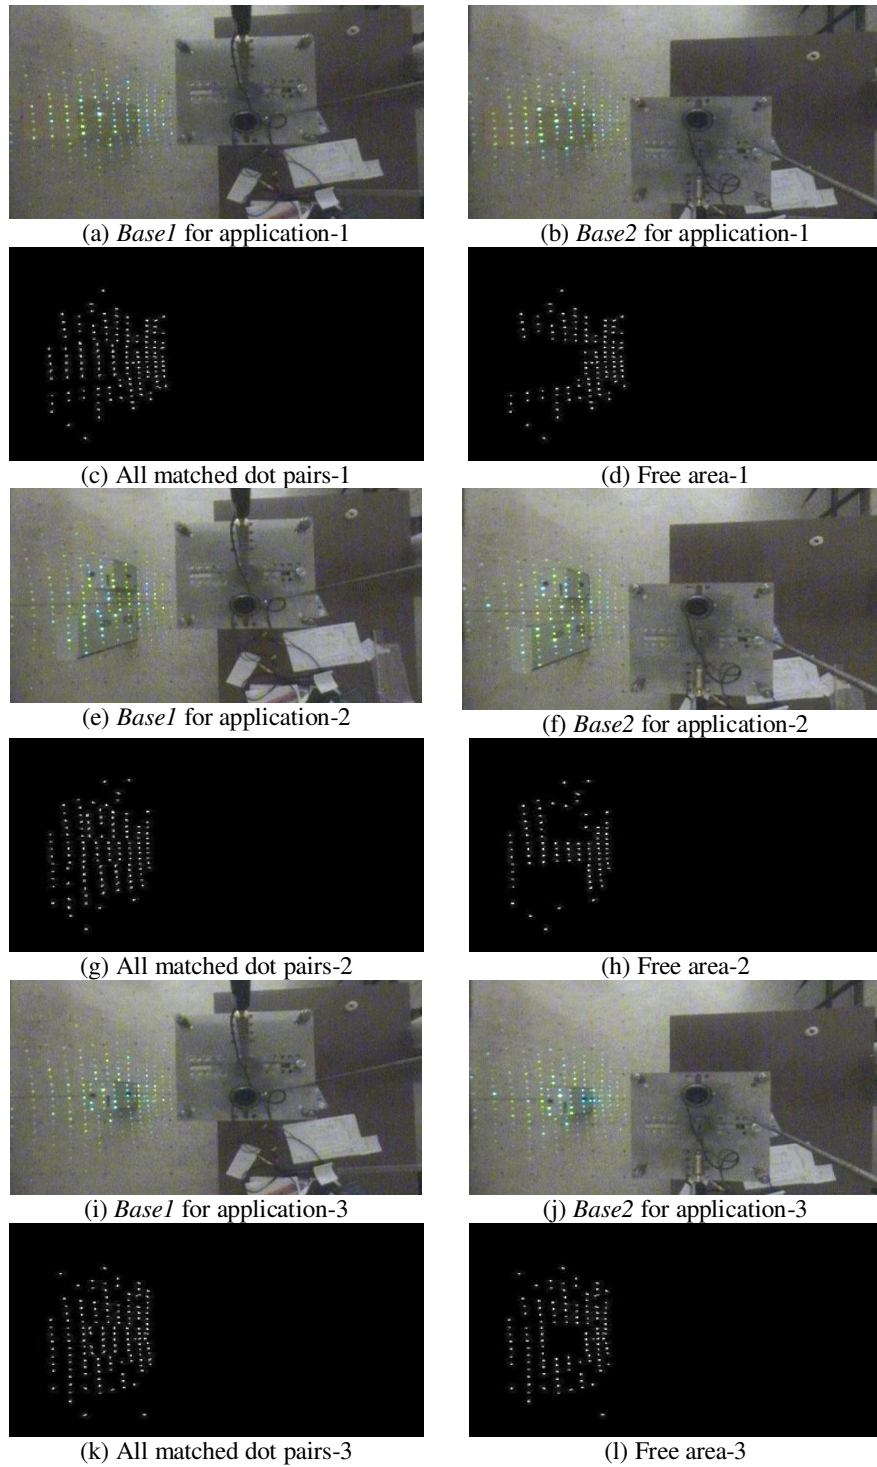 (a) Base1 for application-1
(b) Base2 for application-1
(c) All matched dot pairs-1
(d) Free area-1
(e) Base1 for application-2
(f) Base2 for application-2
(g) All matched dot pairs-2
(h) Free area-2
(i) Base1 for application-3
(j) Base2 for application-3
(k) All matched dot pairs-3
(l) Free area-3